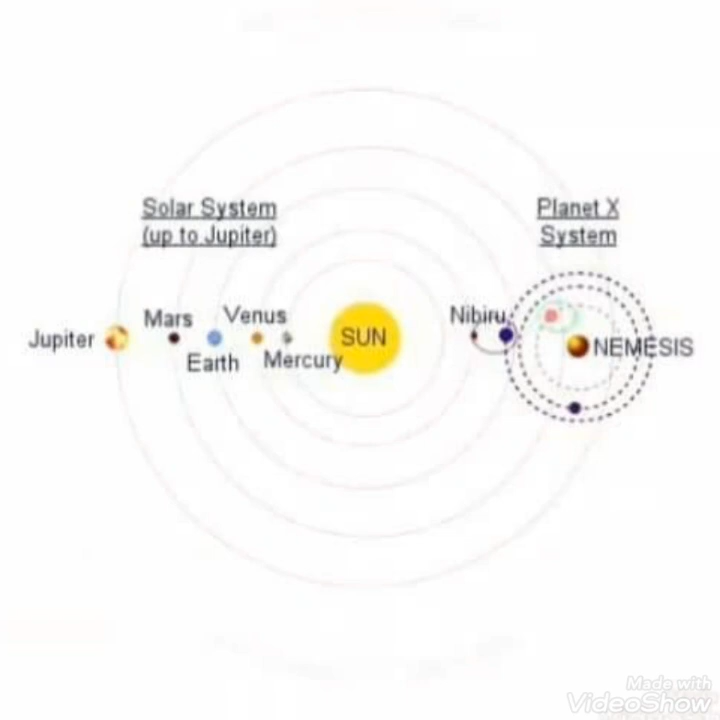 Solar System
(up to Jupiter)
Planet X
System
Jupiter
Mars
Earth
Venus
Mercury
SUN
Nibiru
NEMESIS
Made with
VideoShow